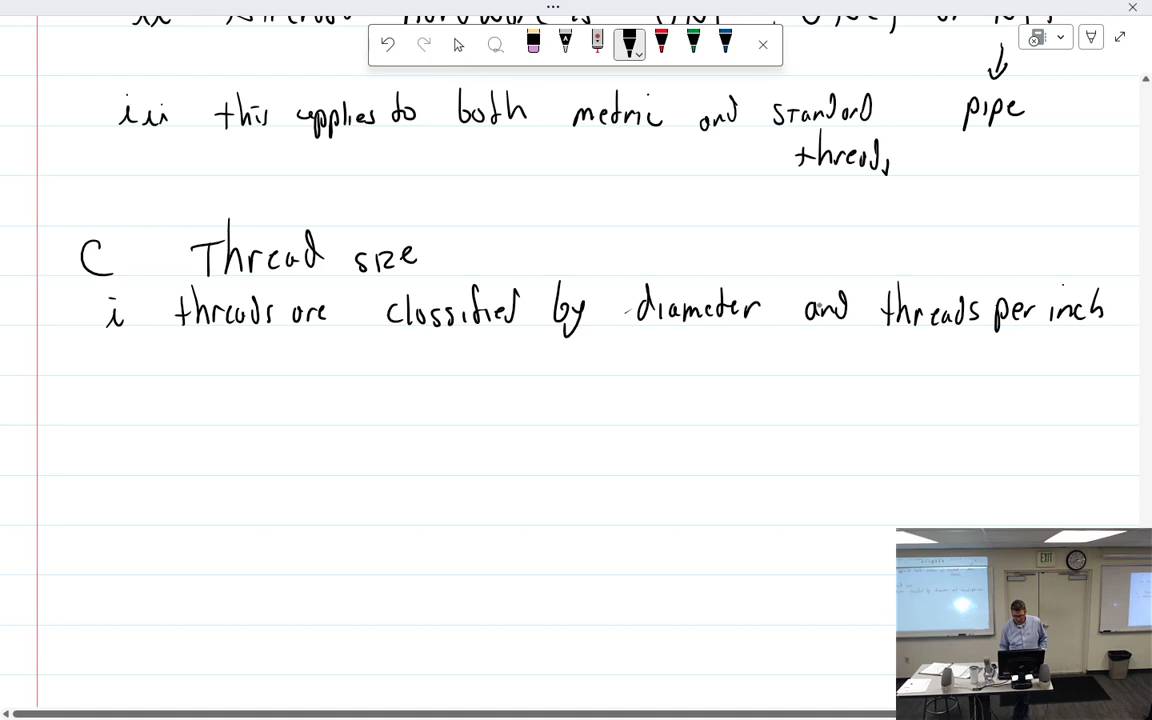 iii this applies to both metric and standard pipe
threads
C Thread size
i threads are classified by diameter and threads per inch
EXIT